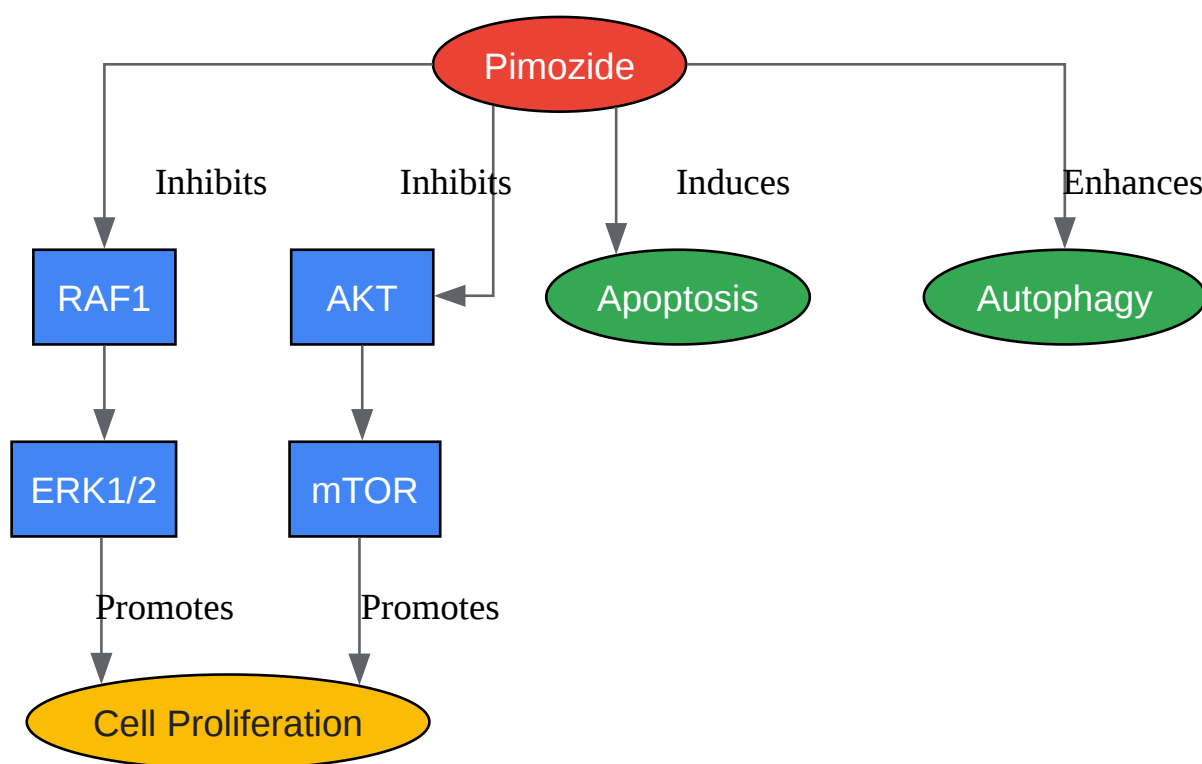 Pimozide
Inhibits
Inhibits
Induces
Enhances
RAF1
AKT
Apoptosis
Autophagy
ERK1/2
mTOR
Promotes
Promotes
Cell Proliferation